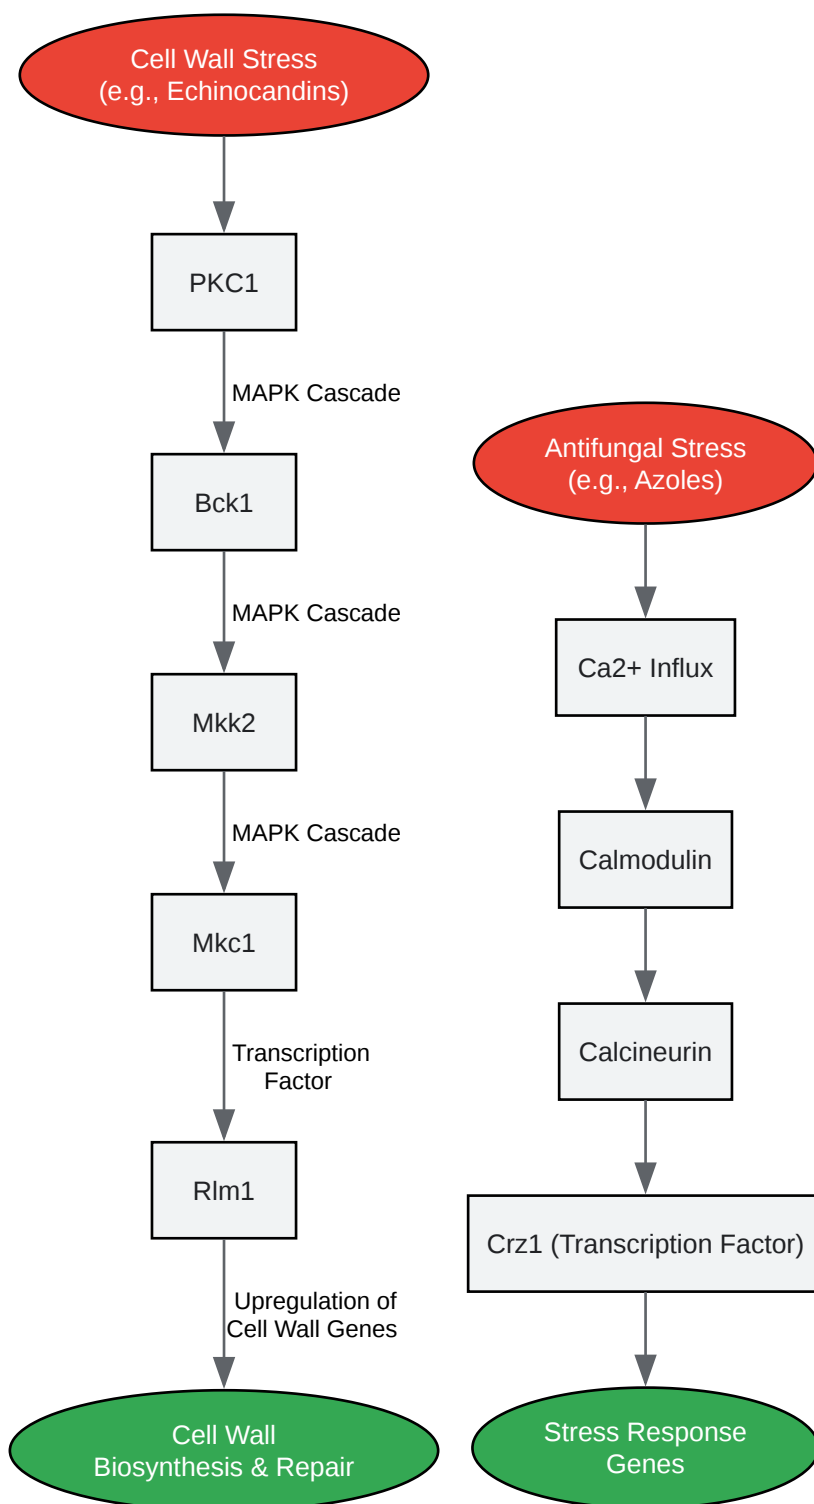 Cell Wall Stress
(e.g., Echinocandins)
PKC1
MAPK Cascade
Bck1
MAPK Cascade
Mkk2
MAPK Cascade
Mkc1
Transcription
Factor
Rlm1
Upregulation of
Cell Wall Genes
Cell Wall
Biosynthesis & Repair
Antifungal Stress
(e.g., Azoles)
Ca2+ Influx
Calmodulin
Calcineurin
Crz1 (Transcription Factor)
Stress Response
Genes